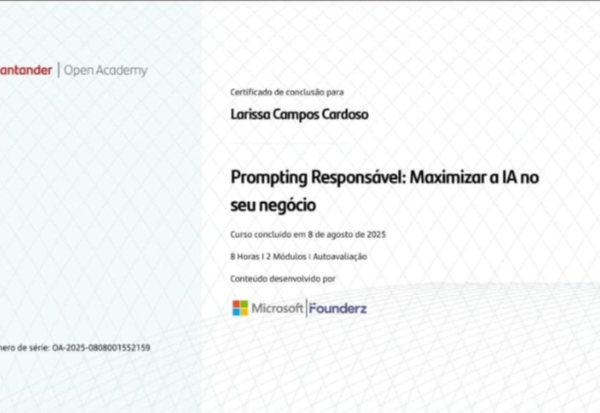 antander | Open Academy
Certificado de conclusão para
Larissa Campos Cardoso
Prompting Responsável: Maximizar a IA no
seu negócio
Curso concluído em 8 de agosto de 2025
8 Horas | 2 Módulos | Autoavaliação
Conteúdo desenvolvido por
Microsoft | Founderz
nero de série: OA-2025-0808001552159